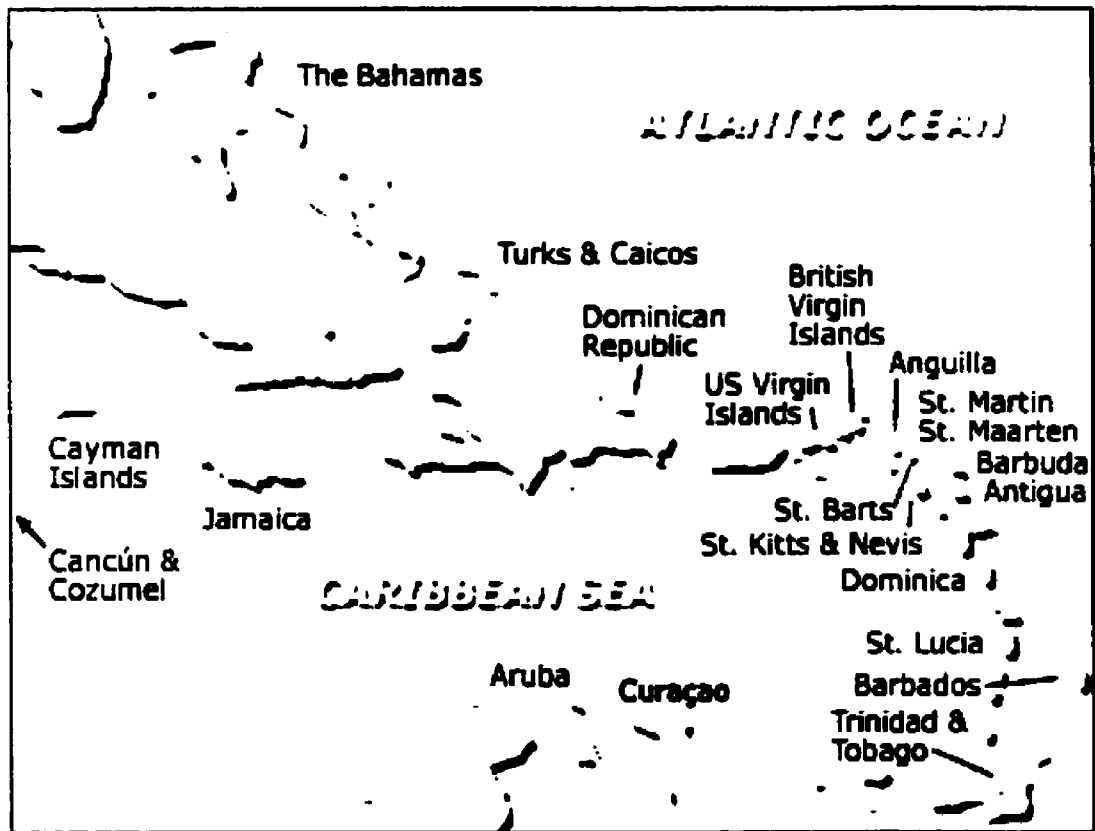 The Bahamas
ATLANTIC OCEAN
Turks & Caicos
British
Virgin
Islands
Dominican
Republic
Anguilla
US Virgin
Islands
St. Martin
St. Maarten
Cayman
Islands
Barbuda
Antigua
Jamaica
St. Barts
St. Kitts & Nevis
Cancún &
Cozumel
Dominica
CARIBBEAN SEA
St. Lucia
Aruba
Curaçao
Barbados
Trinidad &
Tobago